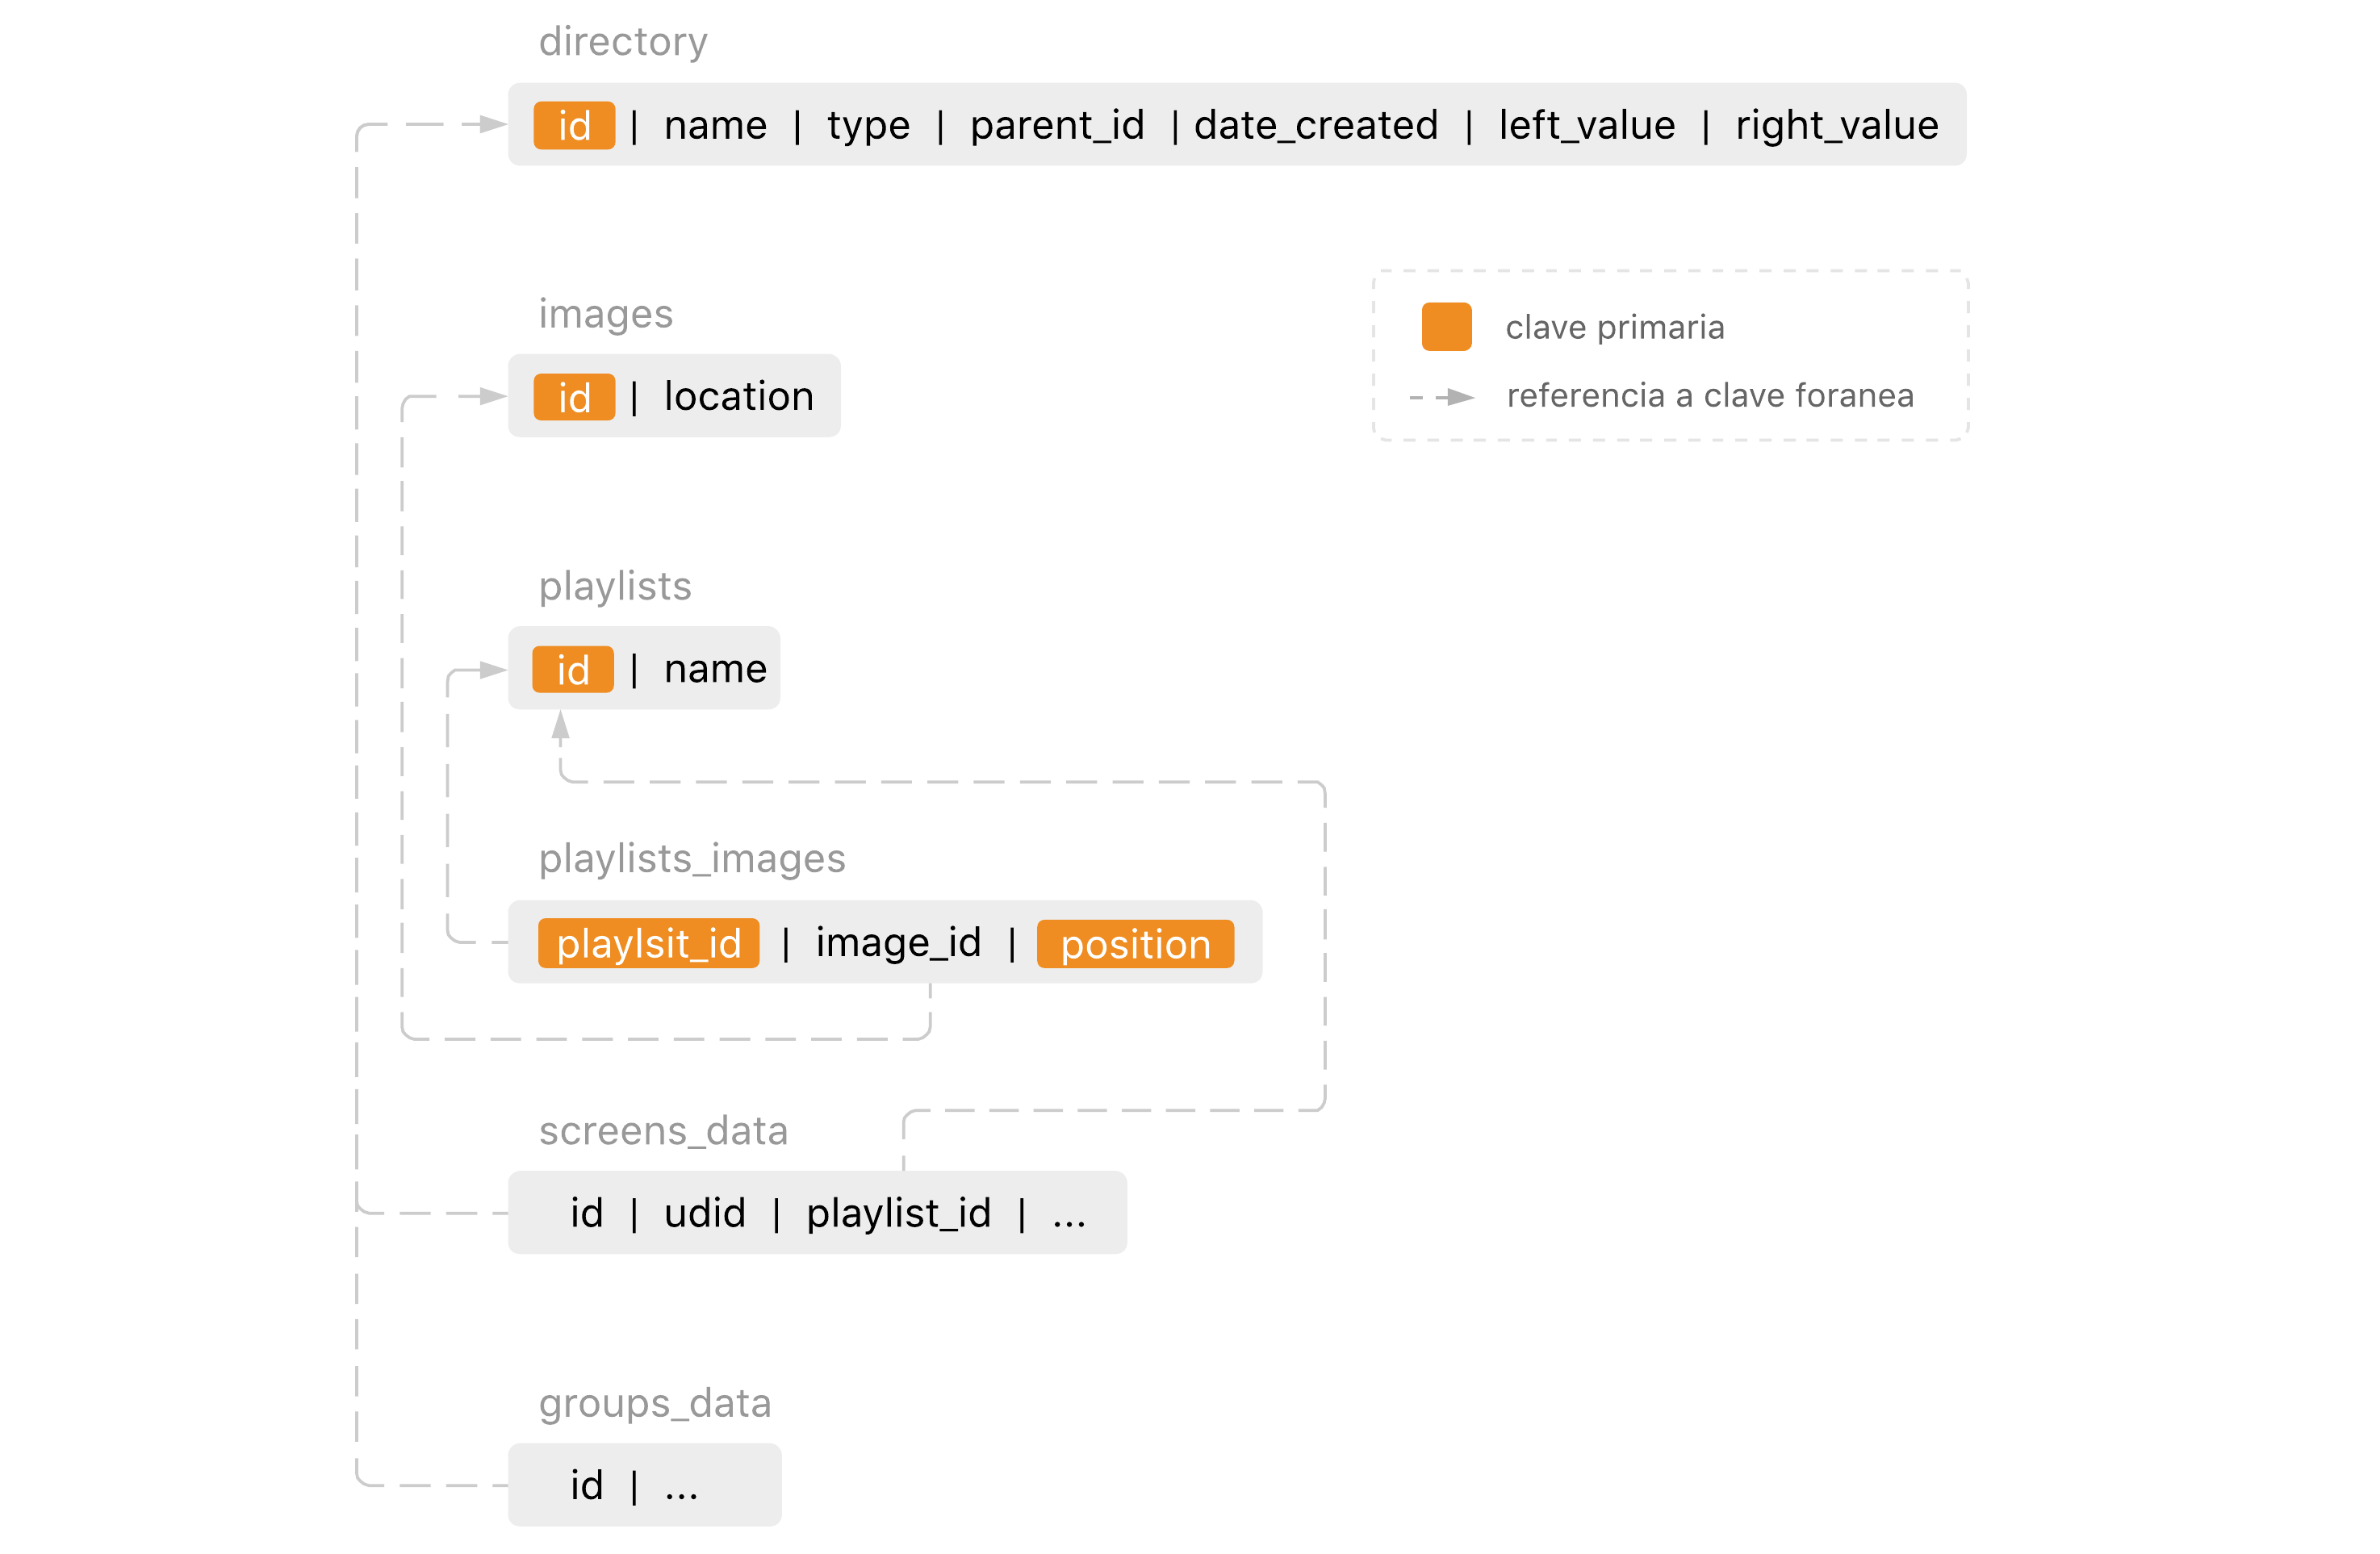 directory
id | name | type | parent_id | date_created | left_value | right_value
images
id | location
clave primaria
referencia a clave foranea
playlists
id | name
playlists_images
playlsit_id | image_id | position
screens_data
id | udid | playlist_id | ...
groups_data
id | ...